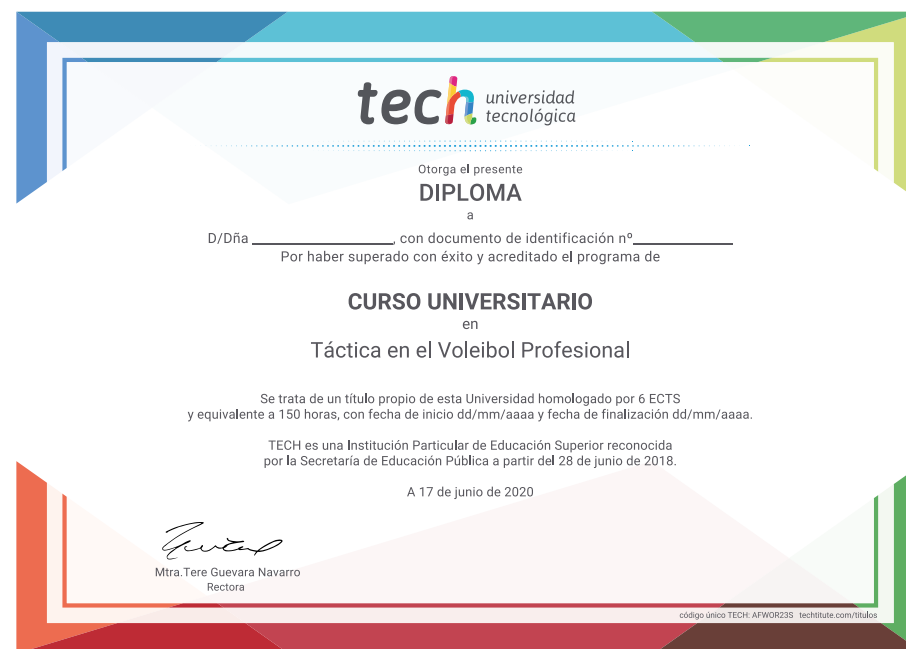 tech universidad
tecnológica
Otorga el presente
DIPLOMA
a
D/Dña ____________________, con documento de identificación nº______________
Por haber superado con éxito y acreditado el programa de
CURSO UNIVERSITARIO
en
Táctica en el Voleibol Profesional
Se trata de un título propio de esta Universidad homologado por 6 ECTS
y equivalente a 150 horas, con fecha de inicio dd/mm/aaaa y fecha de finalización dd/mm/aaaa.
TECH es una Institución Particular de Educación Superior reconocida
por la Secretaría de Educación Pública a partir del 28 de junio de 2018.
A 17 de junio de 2020
Mtra.Tere Guevara Navarro
Rectora
código único TECH: AFWOR23S techtitute.com/titulos